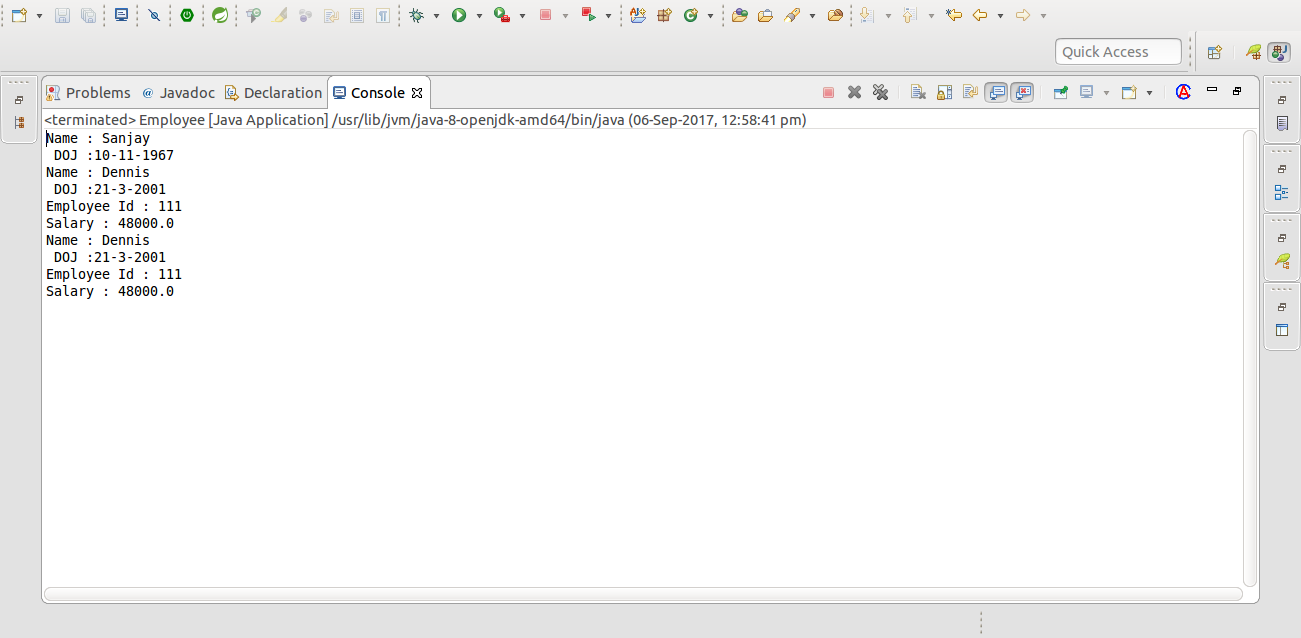 Quick Access
Problems @ Javadoc Declaration Console
<terminated> Employee [Java Application] /usr/lib/jvm/java-8-openjdk-amd64/bin/java (06-Sep-2017, 12:58:41 pm)
Name : Sanjay
 DOJ :10-11-1967
Name : Dennis
 DOJ :21-3-2001
Employee Id : 111
Salary : 48000.0
Name : Dennis
 DOJ :21-3-2001
Employee Id : 111
Salary : 48000.0